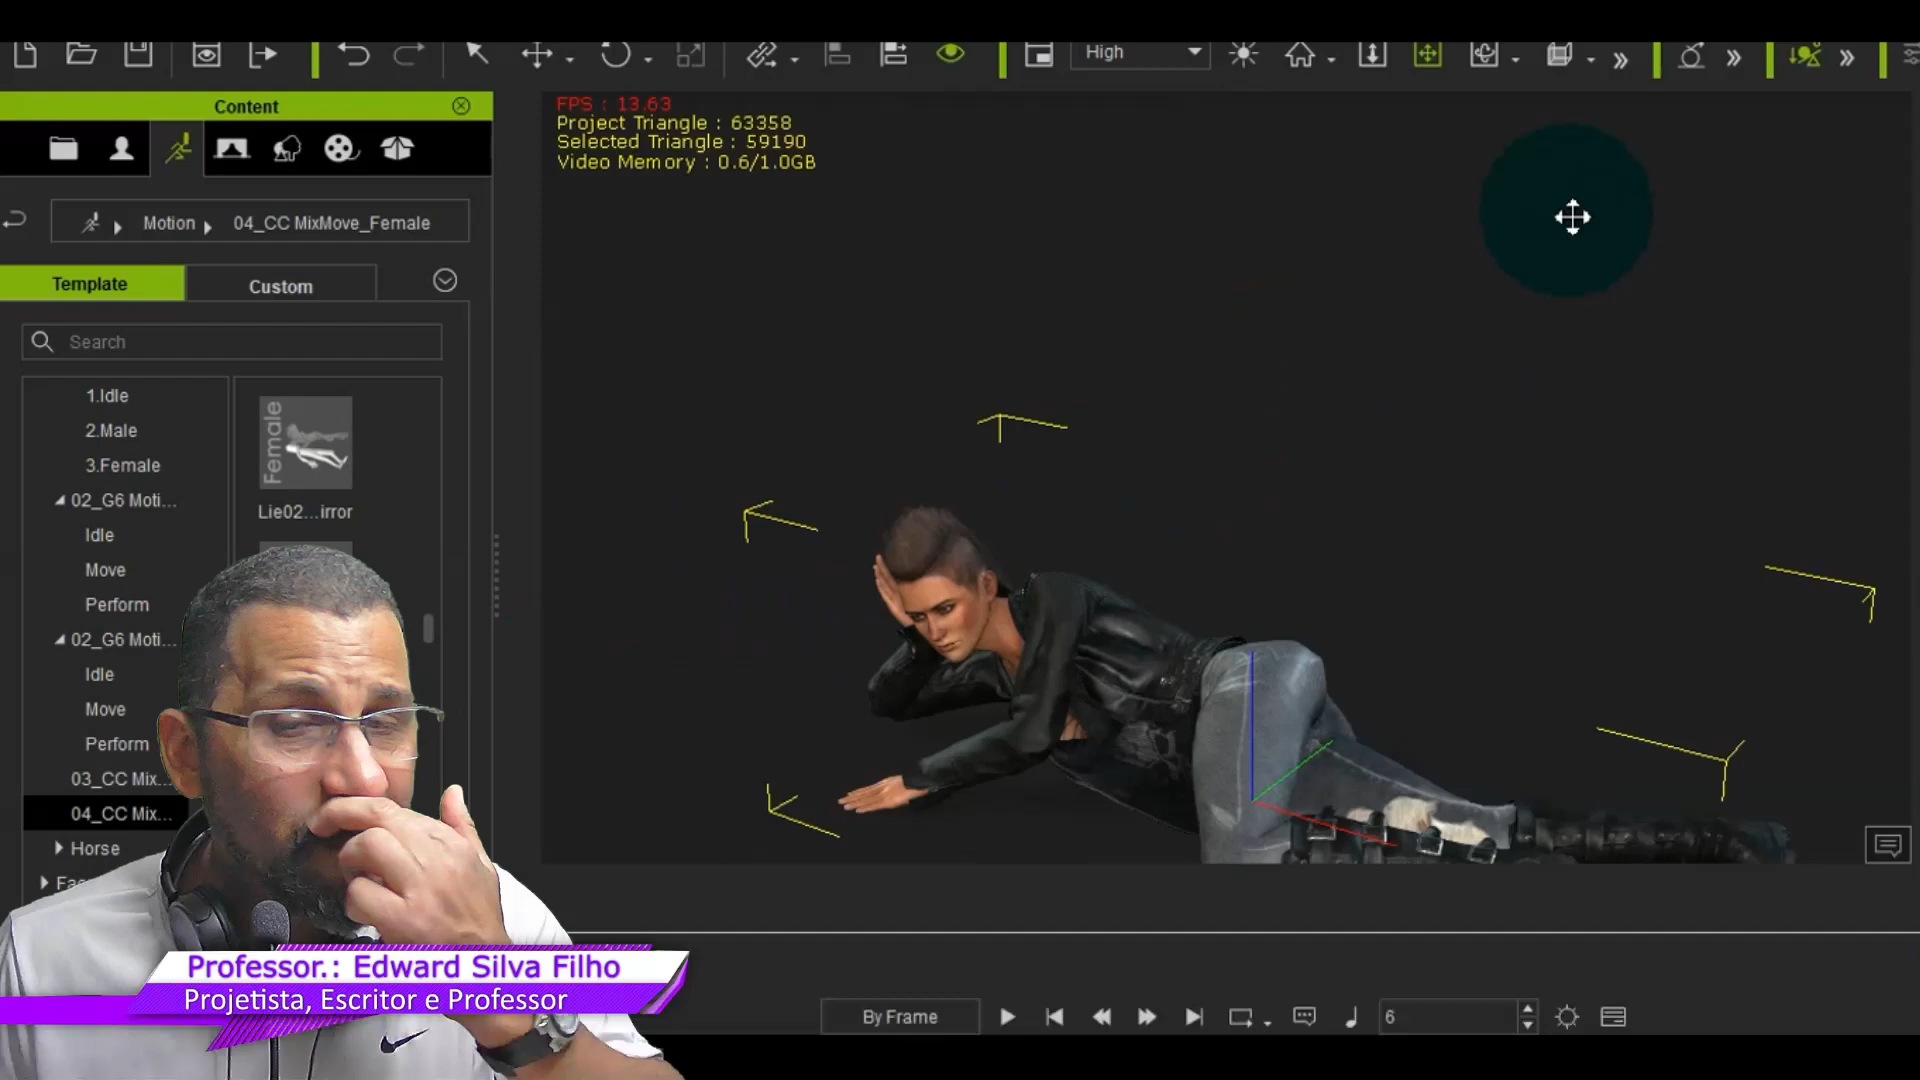 High
Content
FPS : 13.63
Project Triangle : 63358
Selected Triangle : 59190
Video Memory : 0.6/1.0GB
Motion
04_CC MixMove_Female
Template
Custom
Search
1.Idle
2.Male
3.Female
02_G6 Moti...
Idle
Move
Perform
02_G6 Moti...
Idle
Move
Perform
03_CC Mix...
04_CC Mix...
Horse
Female
Lie02...irror
Professor.: Edward Silva Filho
Projetista, Escritor e Professor
By Frame
6